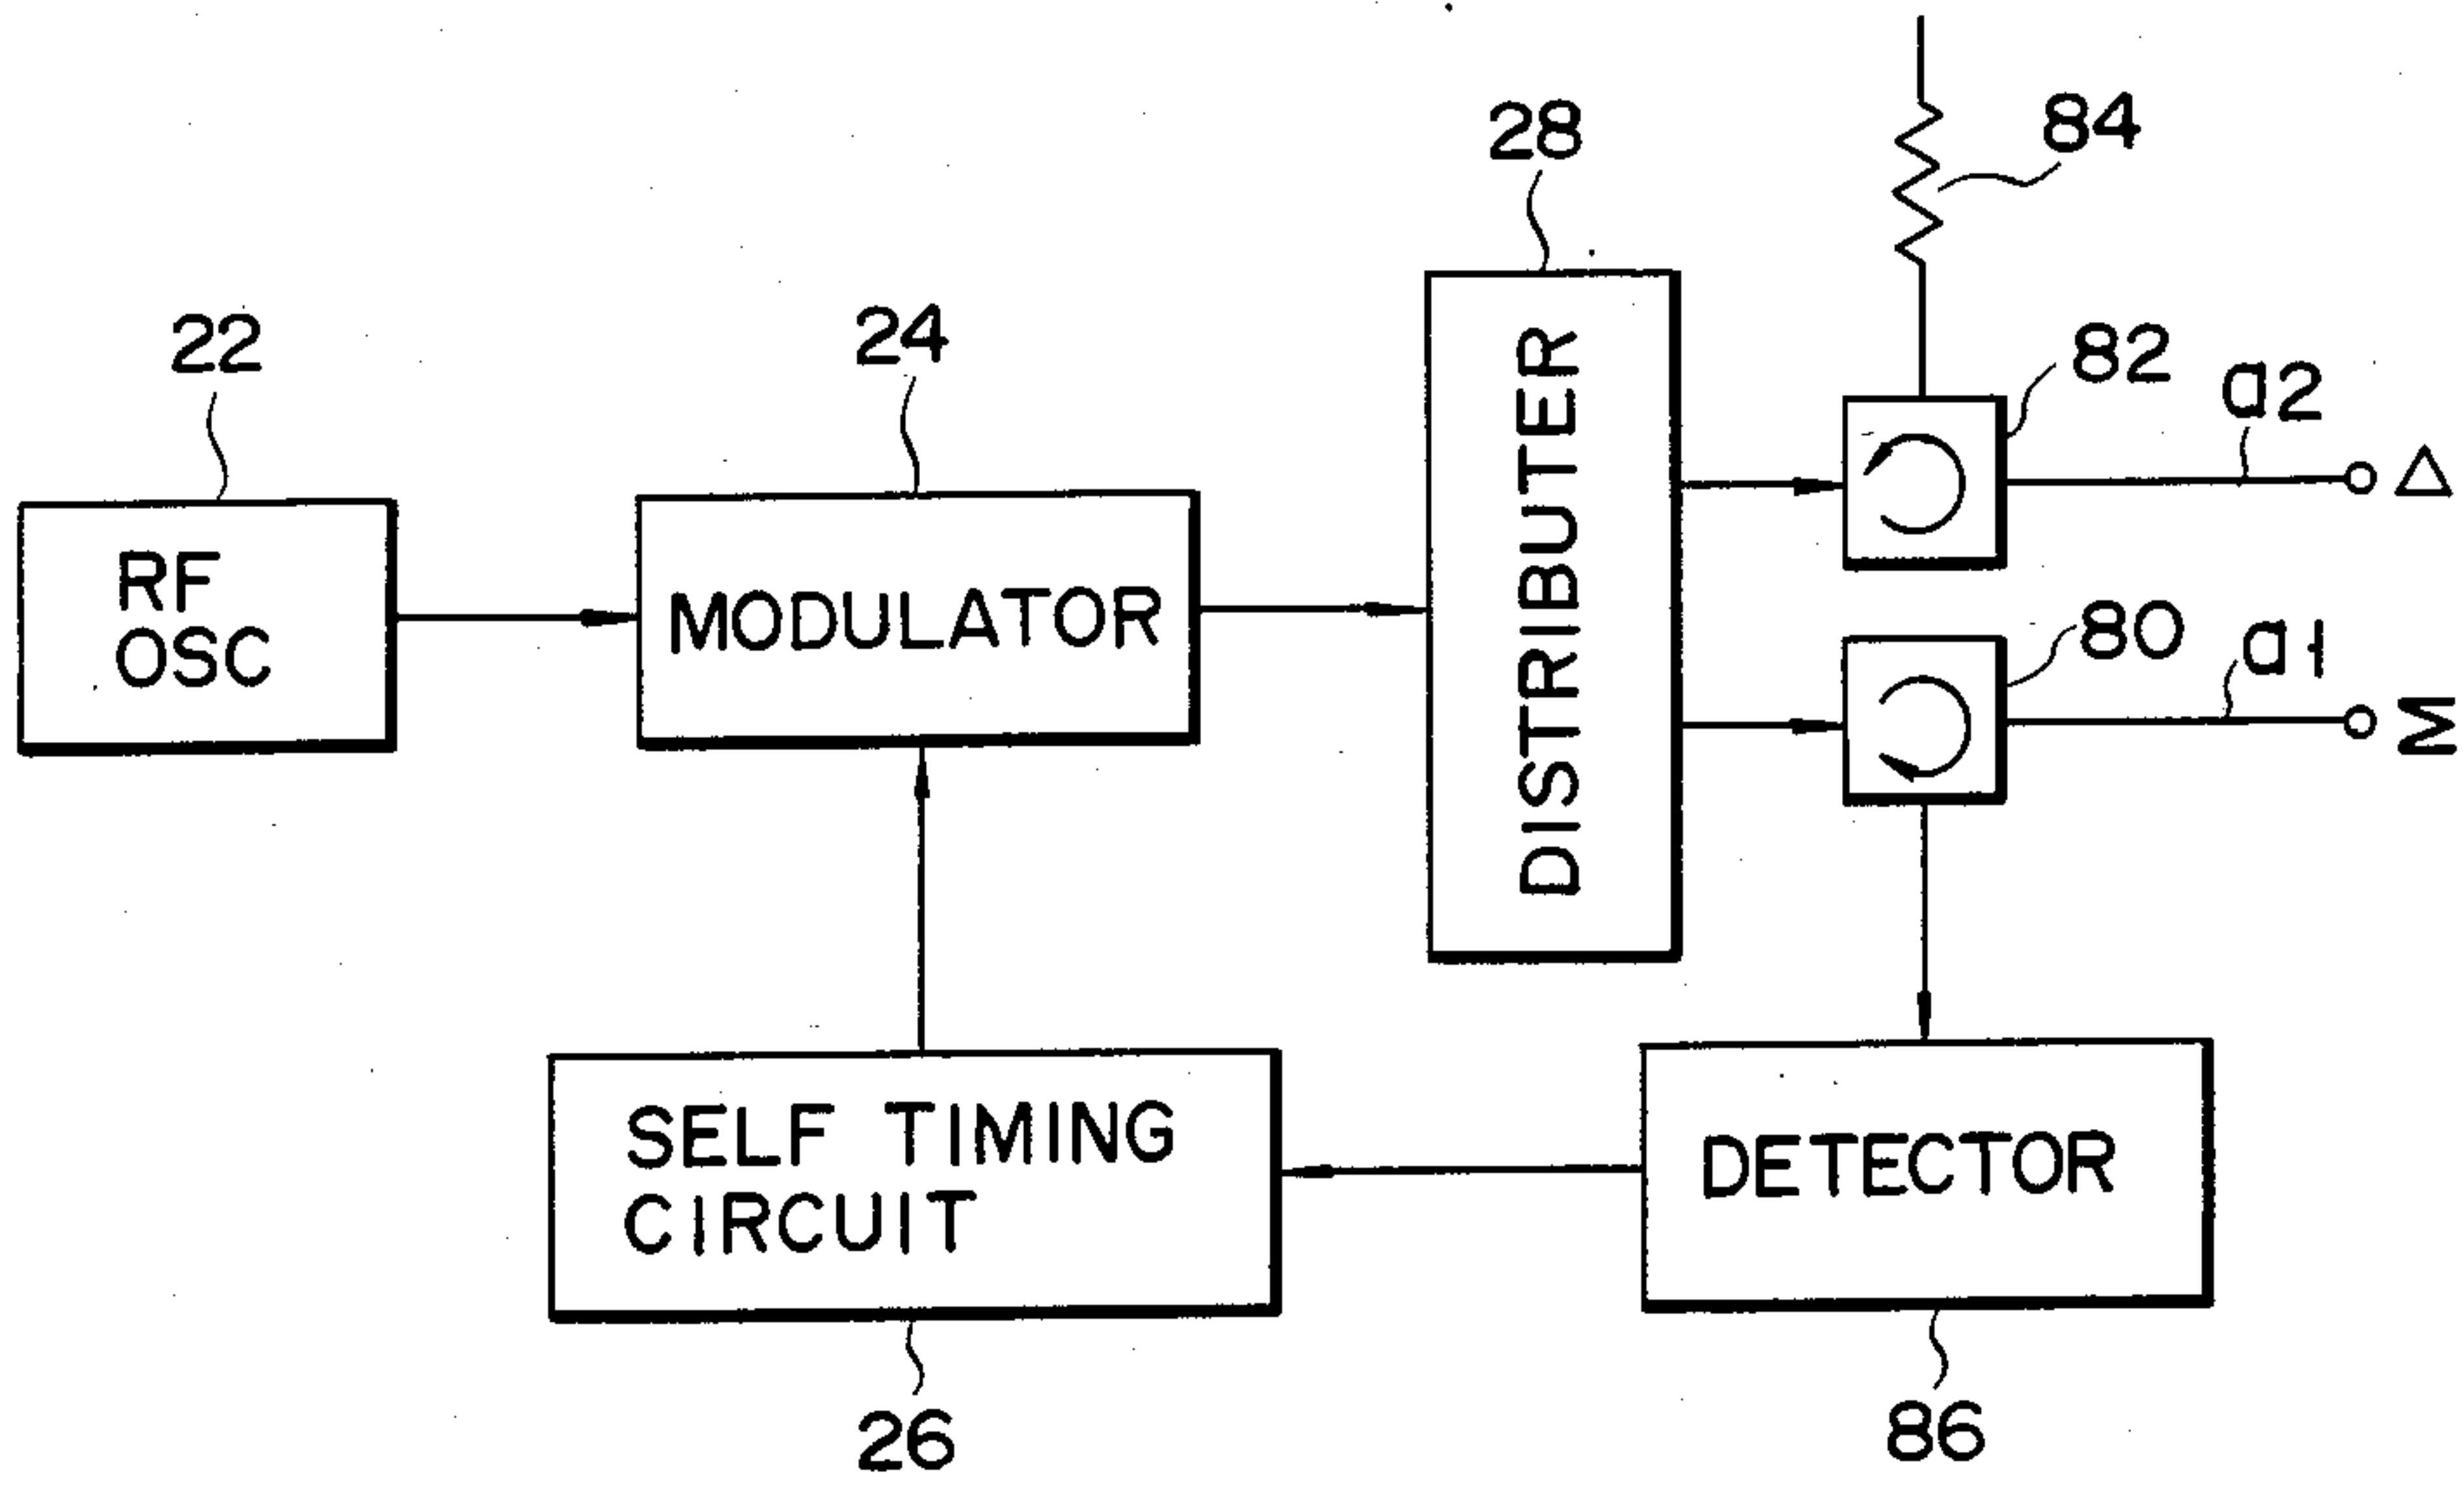 84
28
82
a2
22
24
Δ
RF
OSC
MODULATOR
DISTRIBUTER
80
a1
Σ
SELF TIMING
CIRCUIT
DETECTOR
26
86